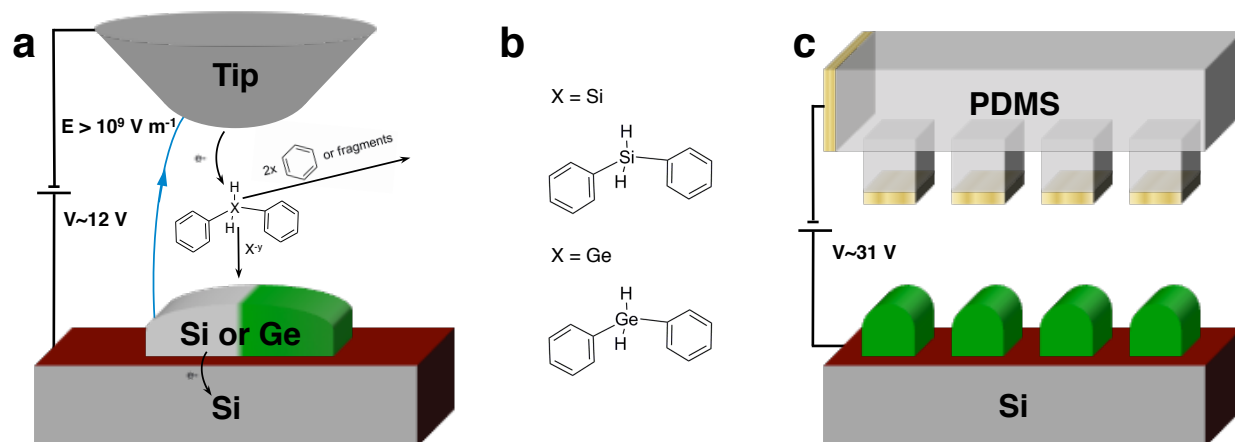 a
Tip
E > 10⁹ V m⁻¹
e-
2x or fragments
H
X
H
V~12 V
X⁻ʸ
Si or Ge
e-
Si
b
X = Si
H
Si
H
X = Ge
H
Ge
H
c
PDMS
V~31 V
Si